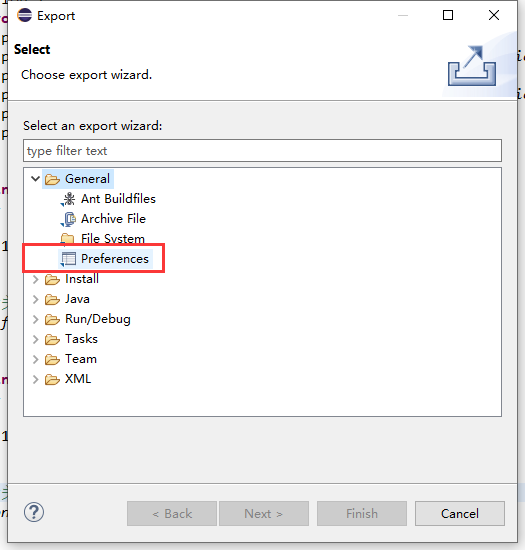 Export
Select
Choose export wizard.
Select an export wizard:
type filter text
General
Ant Buildfiles
Archive File
File System
Preferences
Install
Java
Run/Debug
Tasks
Team
XML
< Back
Next >
Finish
Cancel